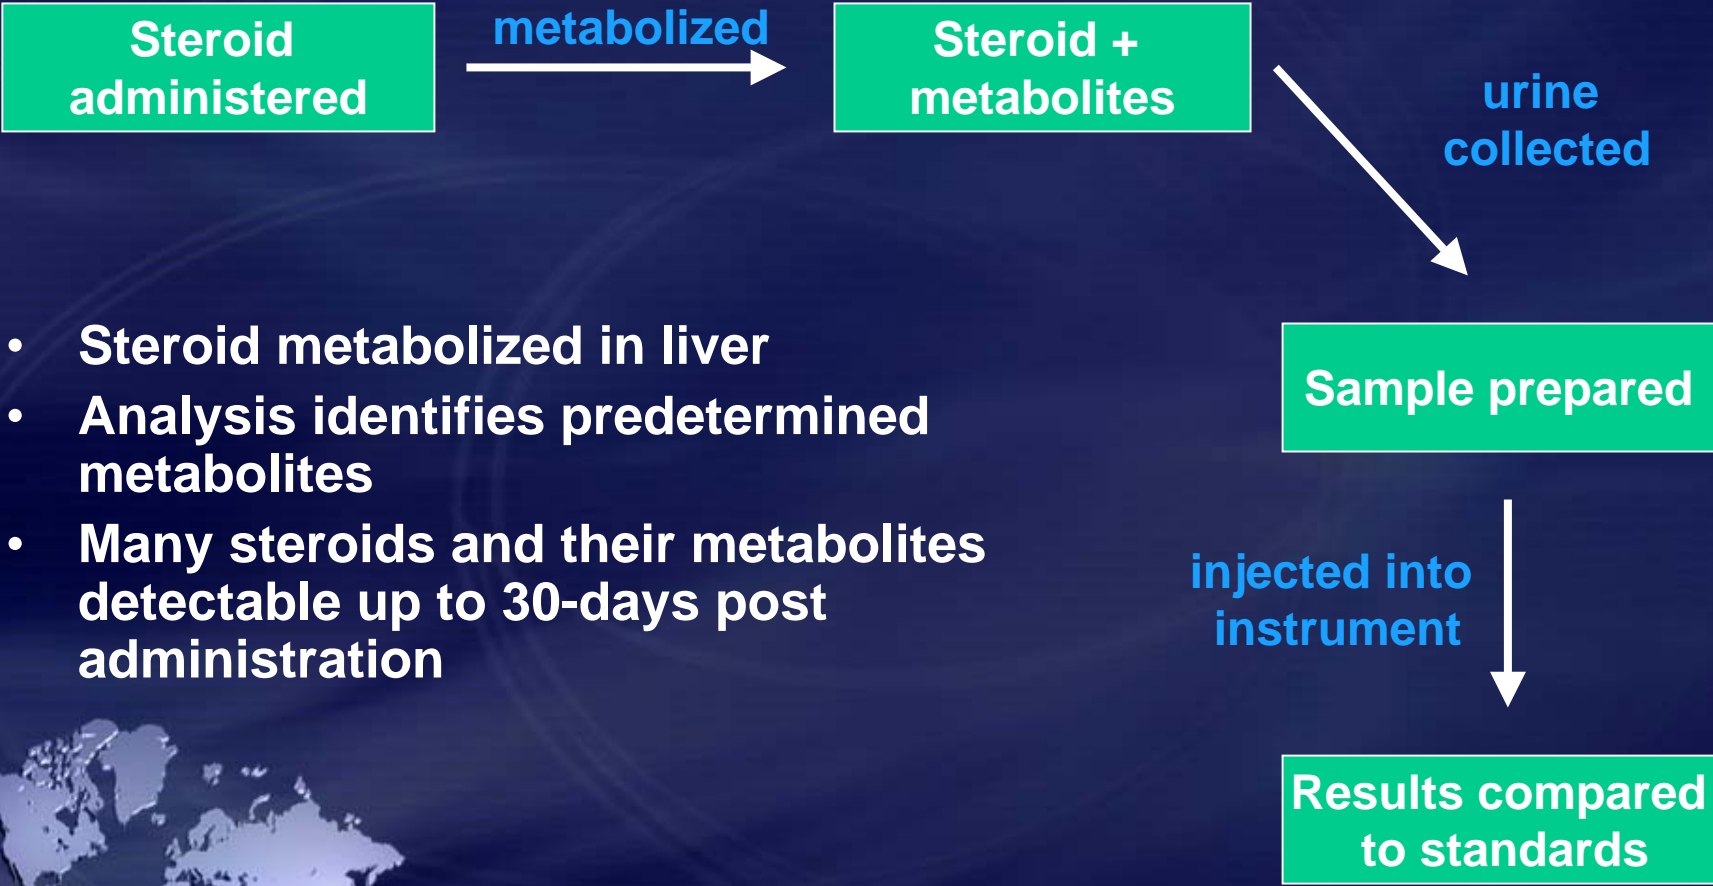 Steroid
administered
metabolized
Steroid +
metabolites
urine
collected
• Steroid metabolized in liver
• Analysis identifies predetermined
metabolites
• Many steroids and their metabolites
detectable up to 30-days post
administration
Sample prepared
injected into
instrument
Results compared
to standards